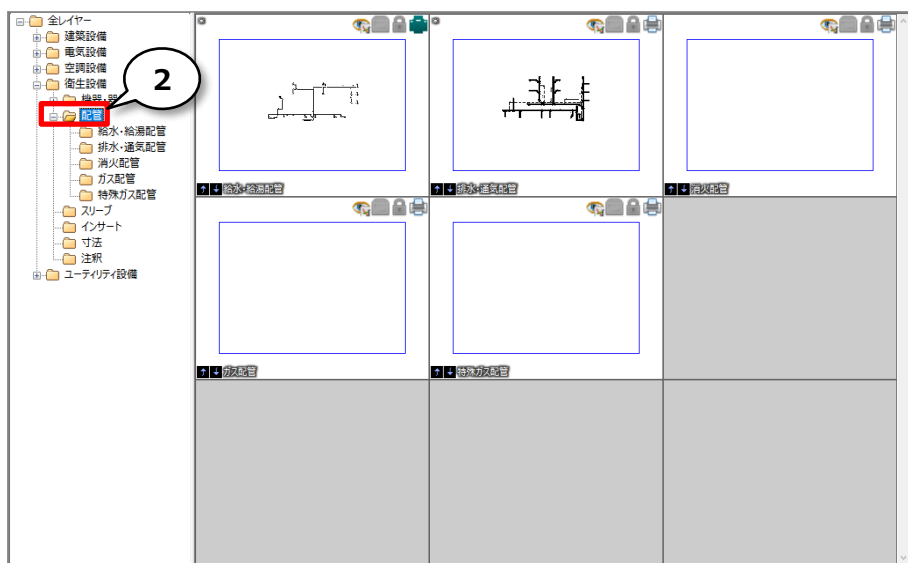 全レイヤー
建築設備
電気設備
空調設備
衛生設備
配管
給水・給湯配管
排水・通気配管
消火配管
ガス配管
特殊ガス配管
スリーブ
インサート
寸法
注釈
ユーティリティ設備
2
給水・給湯配管
排水・通気配管
消火配管
ガス配管
特殊ガス配管